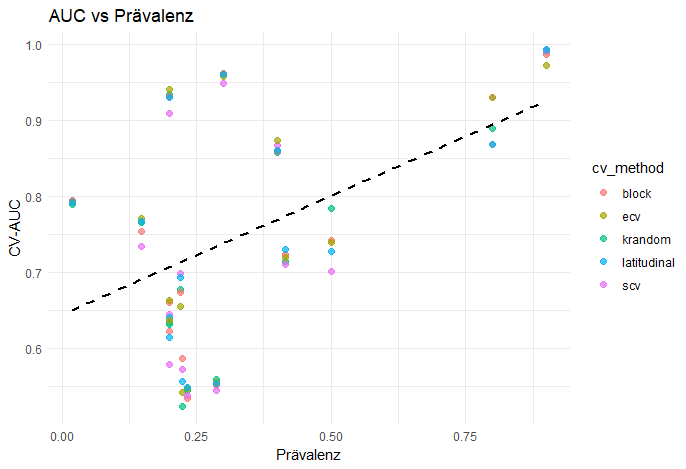 AUC vs Prävalenz
1.0
0.9
0.8
0.7
0.6
CV-AUC
0.00
0.25
0.50
0.75
Prävalenz
cv_method
block
ecv
krandom
latitudinal
scv